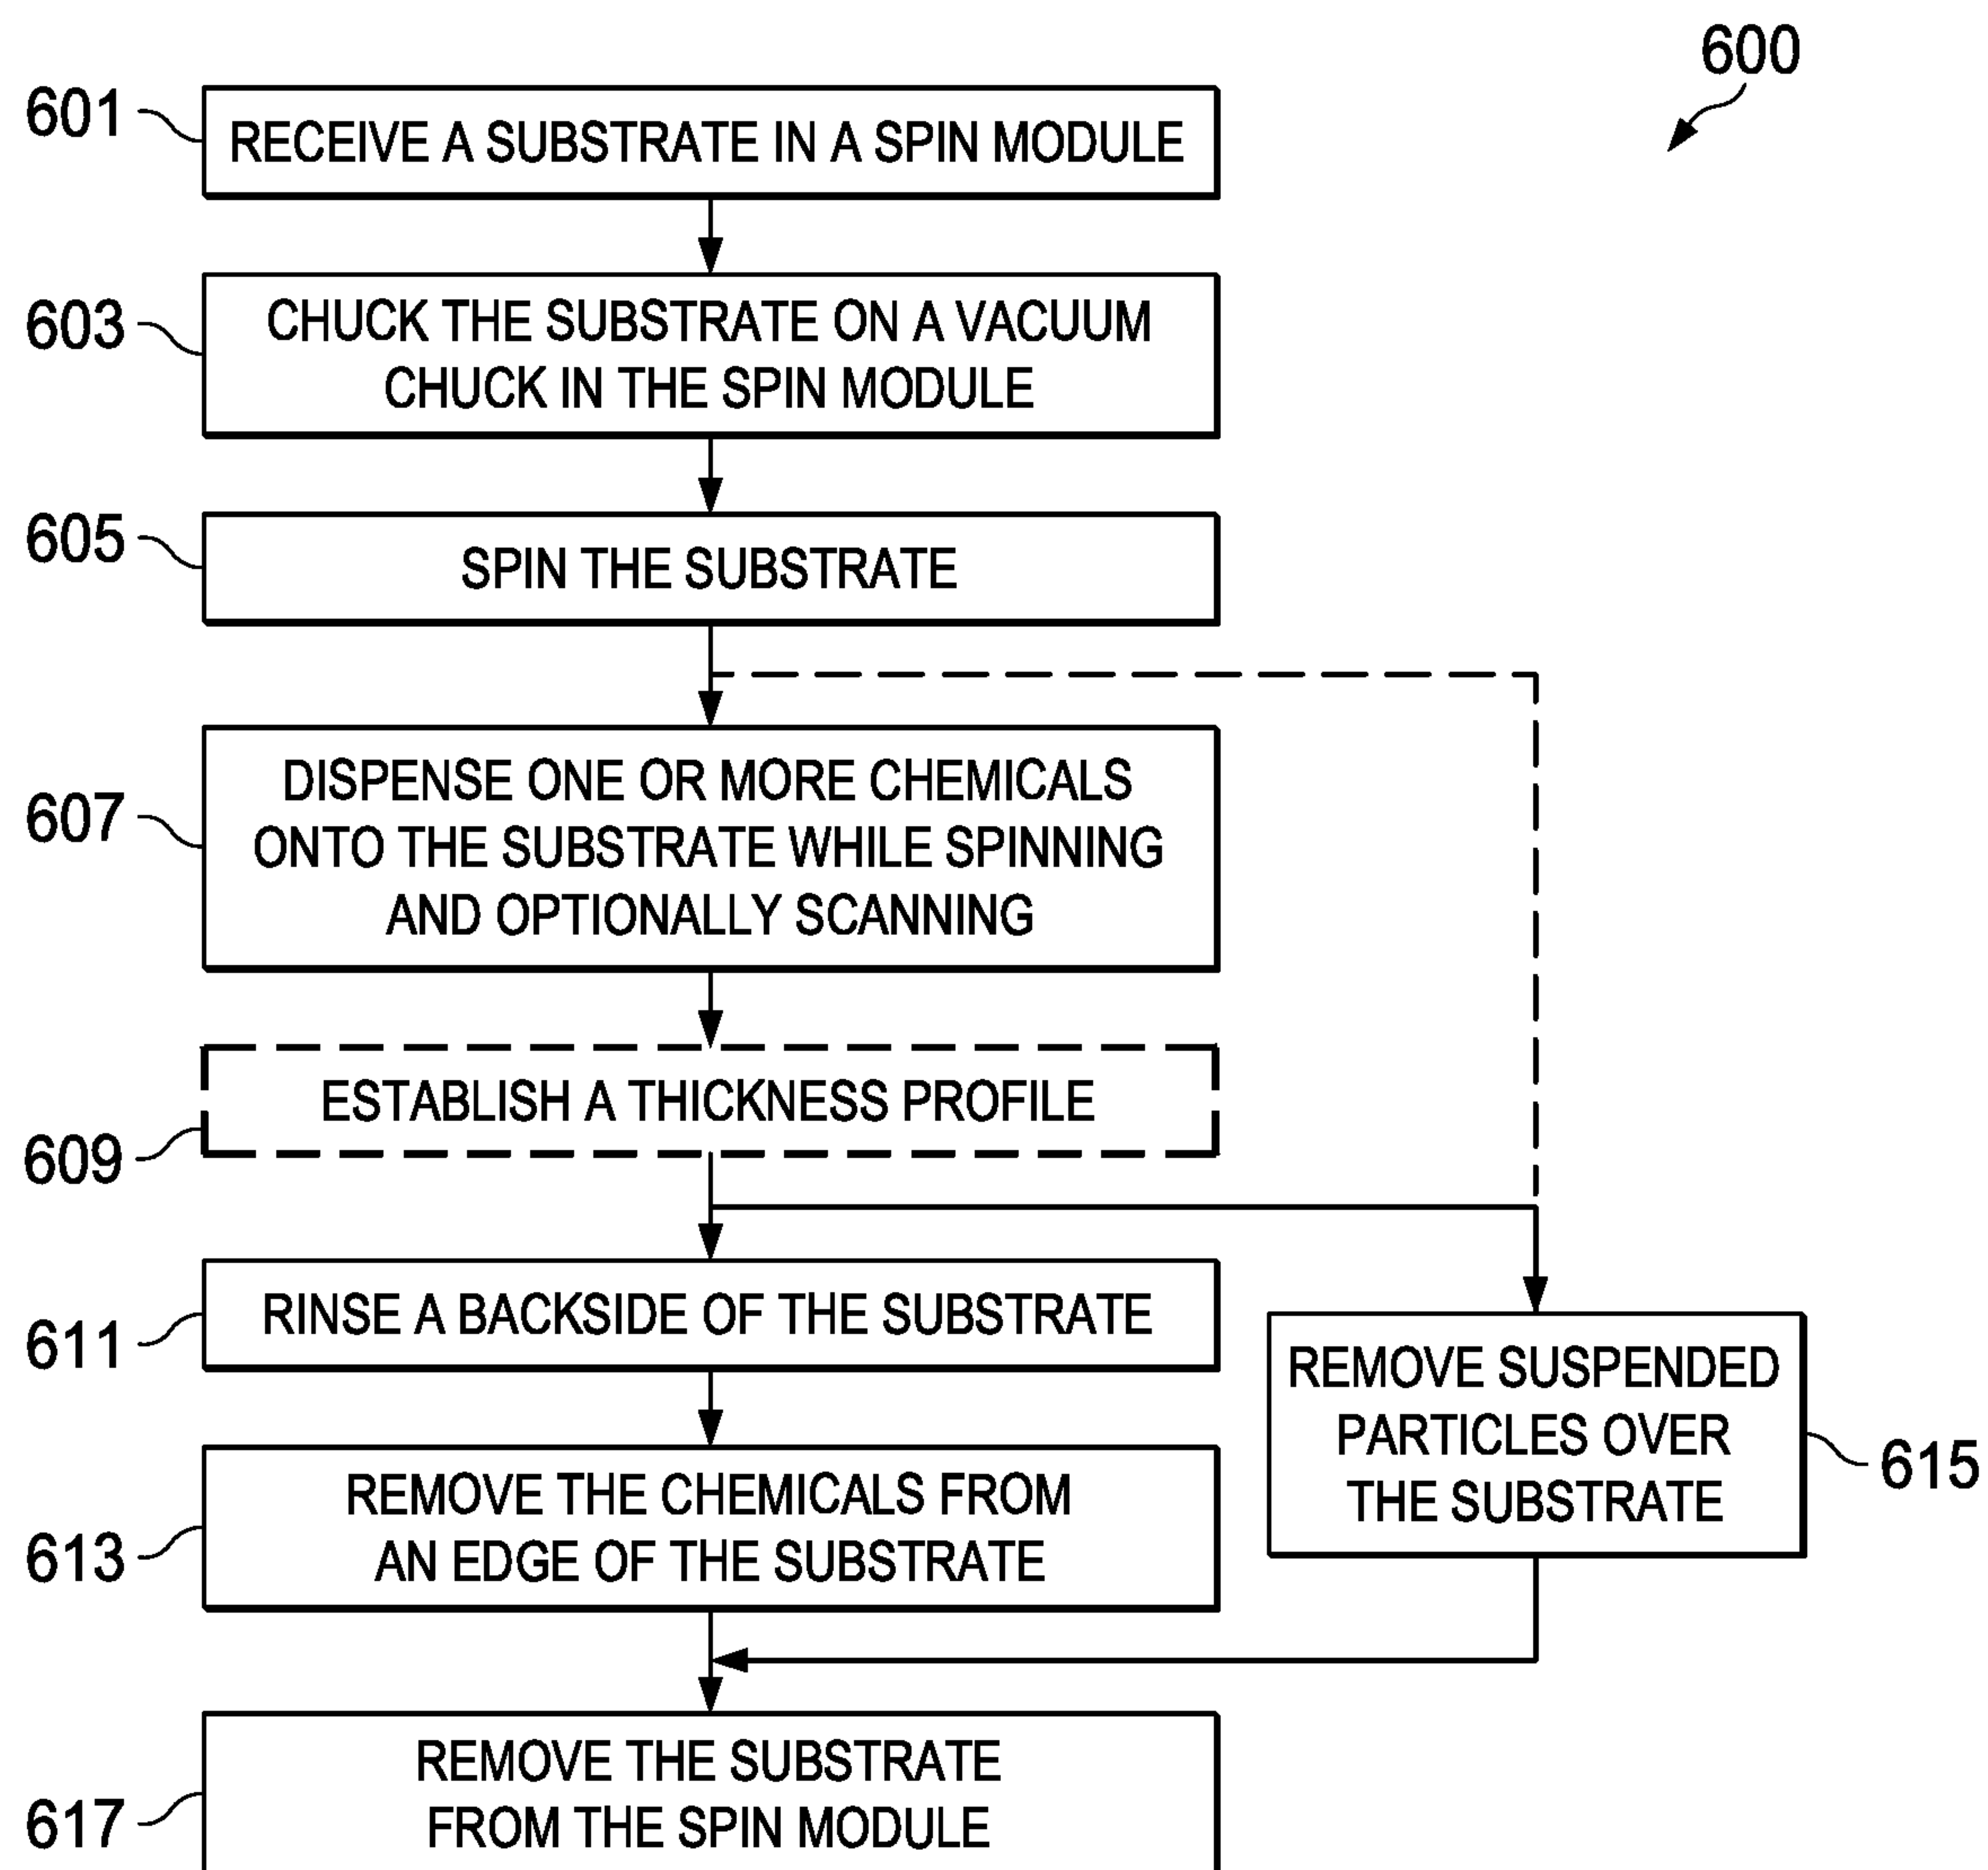 600
601
RECEIVE A SUBSTRATE IN A SPIN MODULE
603
CHUCK THE SUBSTRATE ON A VACUUM
CHUCK IN THE SPIN MODULE
605
SPIN THE SUBSTRATE
607
DISPENSE ONE OR MORE CHEMICALS
ONTO THE SUBSTRATE WHILE SPINNING
AND OPTIONALLY SCANNING
609
ESTABLISH A THICKNESS PROFILE
611
RINSE A BACKSIDE OF THE SUBSTRATE
613
REMOVE THE CHEMICALS FROM
AN EDGE OF THE SUBSTRATE
REMOVE SUSPENDED
PARTICLES OVER
THE SUBSTRATE
615
617
REMOVE THE SUBSTRATE
FROM THE SPIN MODULE